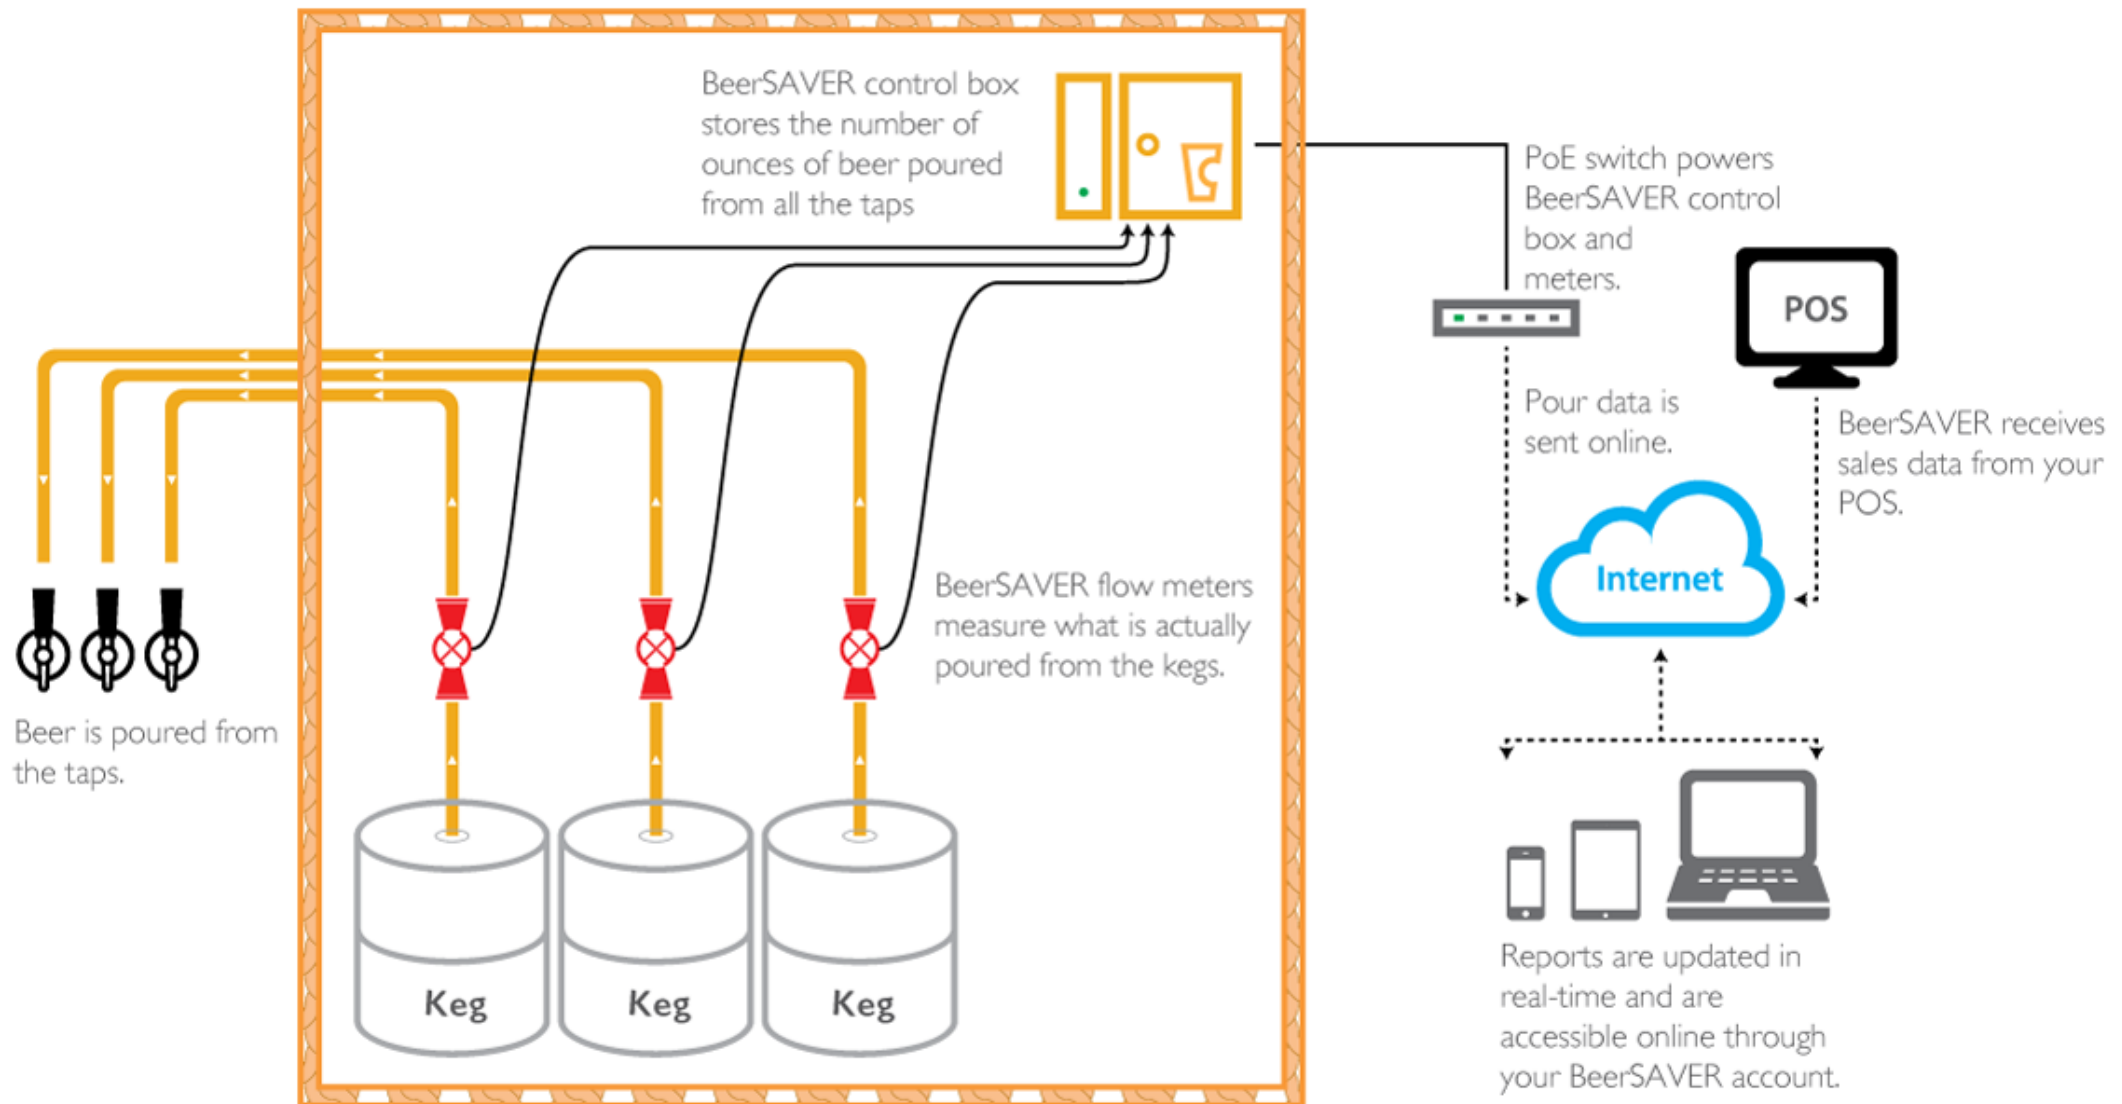 BeerSAVER control box
stores the number of
ounces of beer poured
from all the taps
PoE switch powers
BeerSAVER control
box and
meters.
POS
Pour data is
sent online.
BeerSAVER receives
sales data from your
POS.
Internet
BeerSAVER flow meters
measure what is actually
poured from the kegs.
Beer is poured from
the taps.
Keg
Keg
Keg
Reports are updated in
real-time and are
accessible online through
your BeerSAVER account.